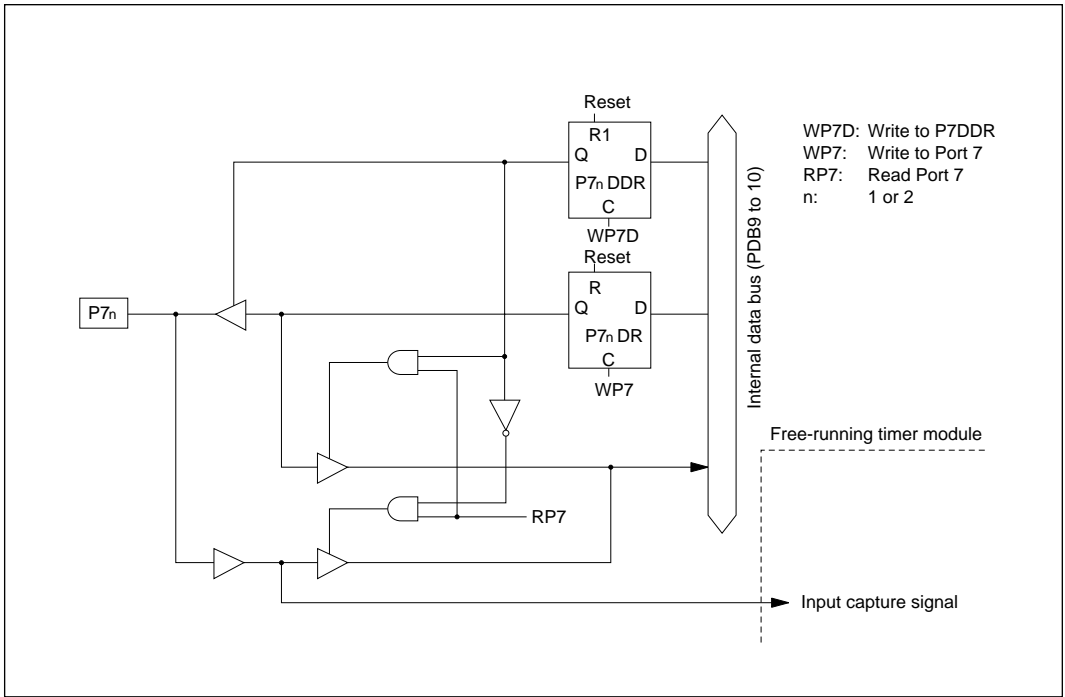 Reset
R1
Q D
P7n DDR
C
WP7D
Reset
R
Q D
P7n DR
C
WP7
P7n
RP7
Internal data bus (PDB9 to 10)
WP7D: Write to P7DDR
WP7: Write to Port 7
RP7: Read Port 7
n: 1 or 2
Free-running timer module
Input capture signal